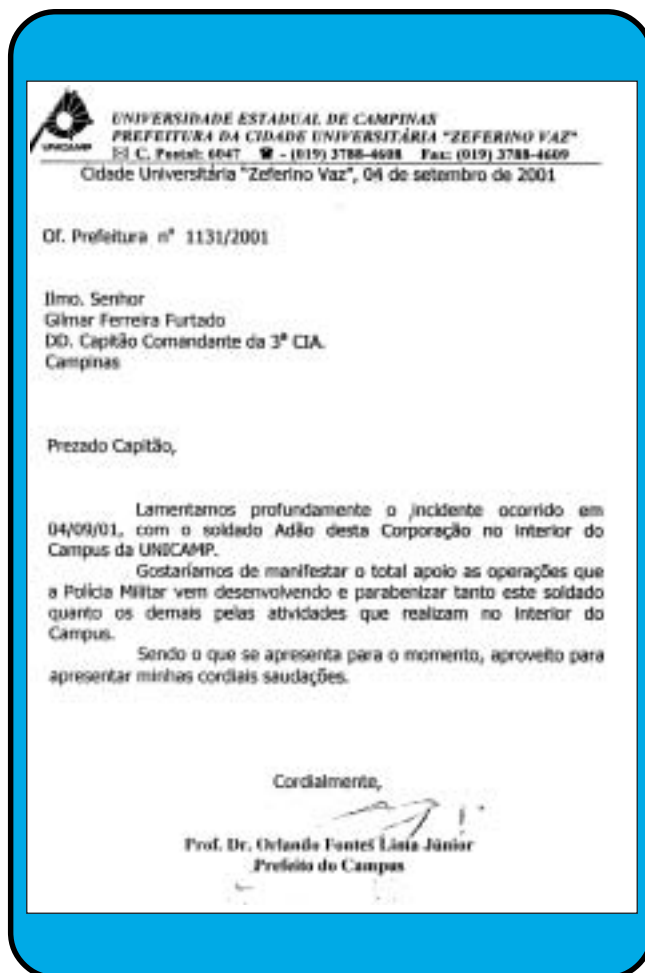 UNICAMP
UNIVERSIDADE ESTADUAL DE CAMPINAS
PREFEITURA DA CIDADE UNIVERSITÁRIA "ZEFERINO VAZ"
✉ C. Postal: 6047 ☎ - (019) 3788-4608 Fax: (019) 3788-4609
Cidade Universitária "Zeferino Vaz", 04 de setembro de 2001
Of. Prefeitura nº 1131/2001
Ilmo. Senhor
Gilmar Ferreira Furtado
DD. Capitão Comandante da 3ª CIA.
Campinas
Prezado Capitão,
Lamentamos profundamente o incidente ocorrido em
04/09/01, com o soldado Adão desta Corporação no interior do
Campus da UNICAMP.
Gostaríamos de manifestar o total apoio as operações que
a Polícia Militar vem desenvolvendo e parabenizar tanto este soldado
quanto os demais pelas atividades que realizam no interior do
Campus.
Sendo o que se apresenta para o momento, aproveito para
apresentar minhas cordiais saudações.
Cordialmente,
Prof. Dr. Orlando Fontes Lima Júnior
Prefeito do Campus